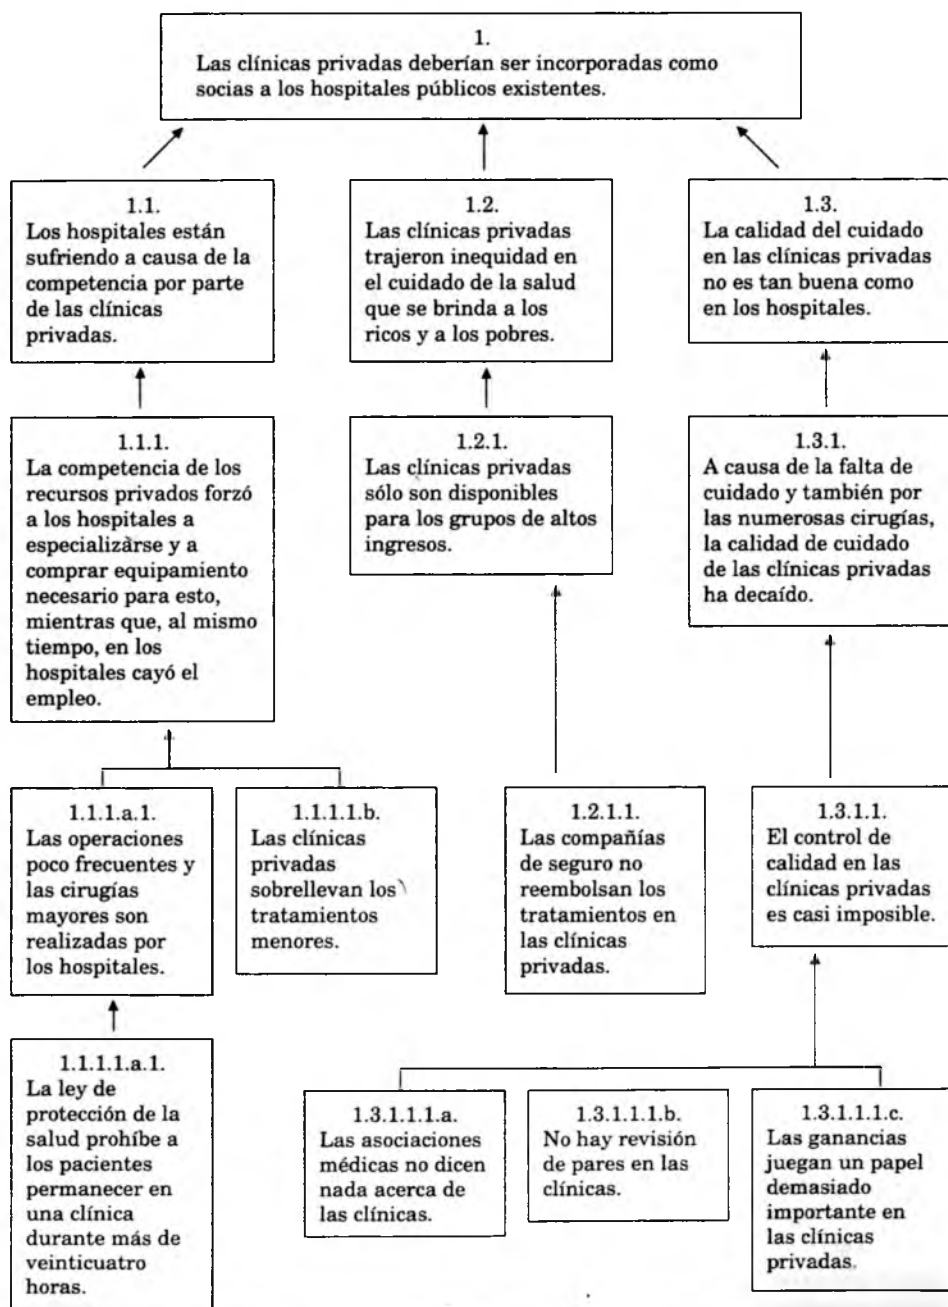 1.
Las clínicas privadas deberían ser incorporadas como
socias a los hospitales públicos existentes.
1.1.
Los hospitales están
sufriendo a causa de la
competencia por parte
de las clínicas
privadas.
1.2.
Las clínicas privadas
trajeron inequidad en
el cuidado de la salud
que se brinda a los
ricos y a los pobres.
1.3.
La calidad del cuidado
en las clínicas privadas
no es tan buena como
en los hospitales.
1.1.1.
La competencia de los
recursos privados forzó
a los hospitales a
especializarse y a
comprar equipamiento
necesario para esto,
mientras que, al mismo
tiempo, en los
hospitales cayó el
empleo.
1.2.1.
Las clínicas privadas
sólo son disponibles
para los grupos de altos
ingresos.
1.3.1.
A causa de la falta de
cuidado y también por
las numerosas cirugías,
la calidad de cuidado
de las clínicas privadas
ha decaído.
1.1.1.a.1.
Las operaciones
poco frecuentes y
las cirugías
mayores son
realizadas por
los hospitales.
1.1.1.1.b.
Las clínicas
privadas
sobrellevan los
tratamientos
menores.
1.2.1.1.
Las compañías
de seguro no
reembolsan los
tratamientos en
las clínicas
privadas.
1.3.1.1.
El control de
calidad en las
clínicas privadas
es casi imposible.
1.1.1.1.a.1.
La ley de
protección de la
salud prohíbe a
los pacientes
permanecer en
una clínica
durante más de
veinticuatro
horas.
1.3.1.1.1.a.
Las asociaciones
médicas no dicen
nada acerca de
las clínicas.
1.3.1.1.1.b.
No hay revisión
de pares en las
clínicas.
1.3.1.1.1.c.
Las ganancias
juegan un papel
demasiado
importante en
las clínicas
privadas.